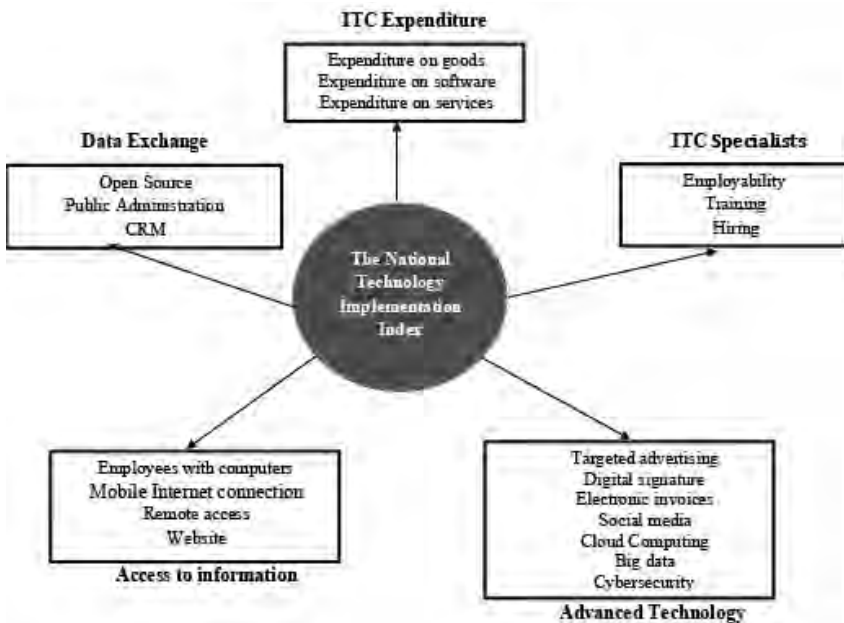 ITC Expenditure
Expenditure on goods
Expenditure on software
Expenditure on services
Data Exchange
Open Source
Public Administration
CRM
ITC Specialists
Employability
Training
Hiring
The National
Technology
Implementation
Index
Employees with computers
Mobile Internet connection
Remote access
Website
Access to information
Targeted advertising
Digital signature
Electronic invoices
Social media
Cloud Computing
Big data
Cybersecurity
Advanced Technology